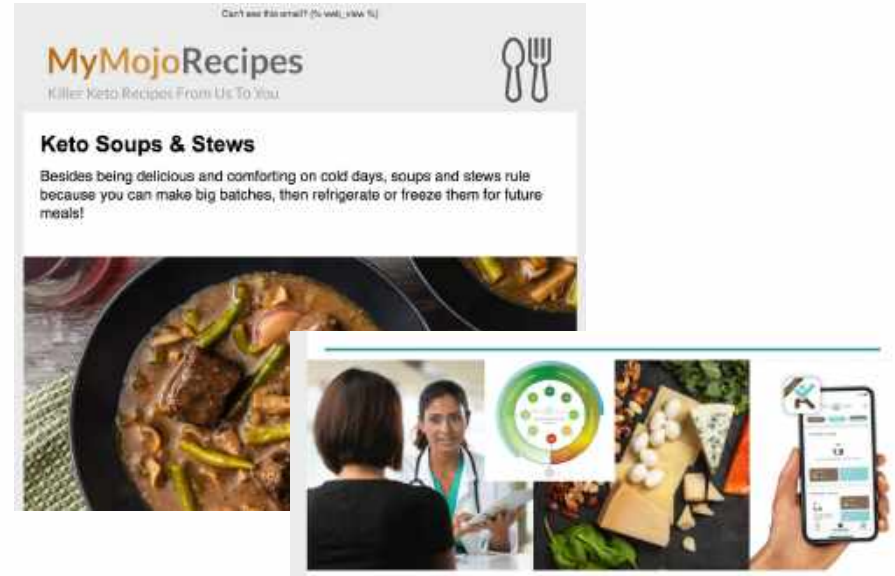 Can't see this email? {% web_view %}
MyMojoRecipes
Killer Keto Recipes From Us To You
Keto Soups & Stews
Besides being delicious and comforting on cold days, soups and stews rule
because you can make big batches, then refrigerate or freeze them for future
meals!